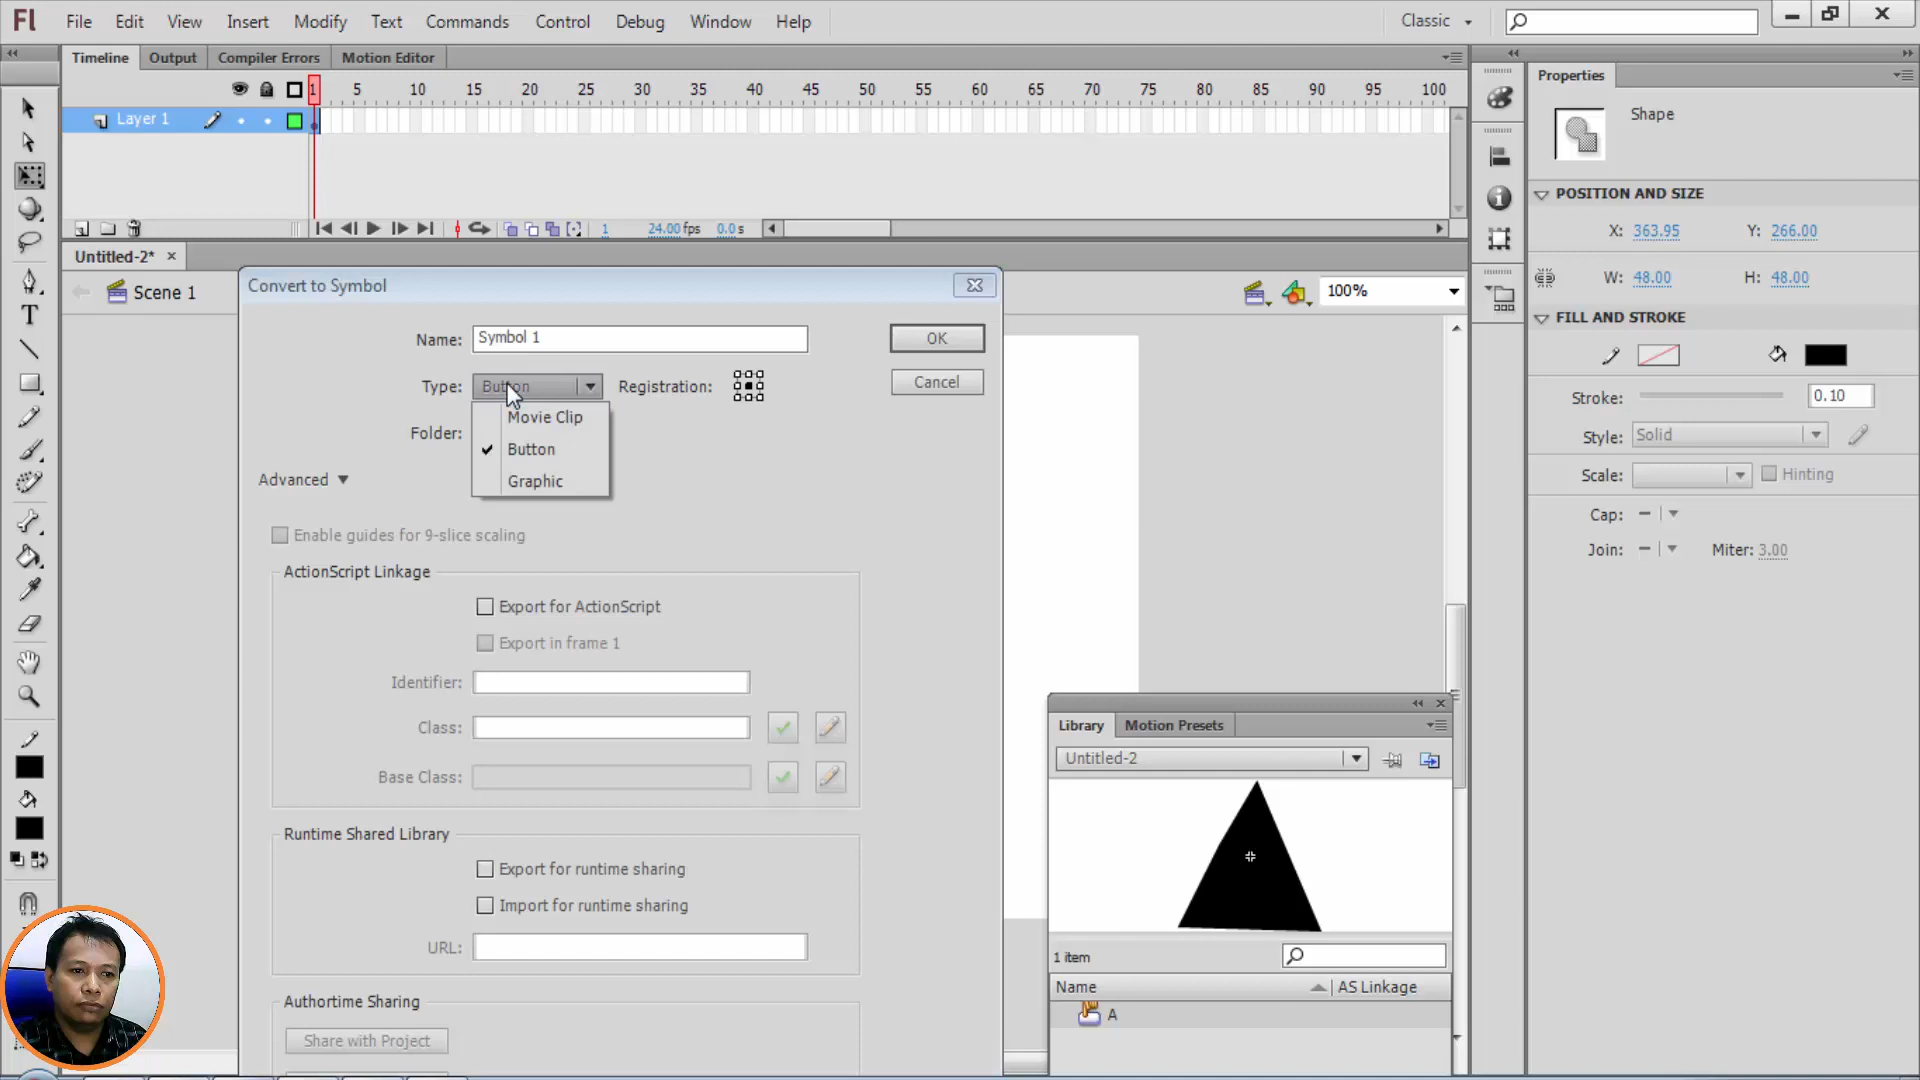 Fl File Edit View Insert Modify Text Commands Control Debug Window Help Classic
Timeline Output Compiler Errors Motion Editor
1 5 10 15 20 25 30 35 40 45 50 55 60 65 70 75 80 85 90 95 100
Layer 1
1 24.00 fps 0.0 s
Untitled-2*
Scene 1
100%
Convert to Symbol
Name: Symbol 1
OK
Type: Button
Registration:
Cancel
Movie Clip
Folder:
Button
Graphic
Advanced
Enable guides for 9-slice scaling
ActionScript Linkage
Export for ActionScript
Export in frame 1
Identifier:
Class:
Base Class:
Runtime Shared Library
Export for runtime sharing
Import for runtime sharing
URL:
Authortime Sharing
Share with Project
Library Motion Presets
Untitled-2
1 item
Name AS Linkage
A
Properties
Shape
POSITION AND SIZE
X: 363.95 Y: 266.00
W: 48.00 H: 48.00
FILL AND STROKE
Stroke: 0.10
Style: Solid
Scale: Hinting
Cap:
Join: Miter: 3.00